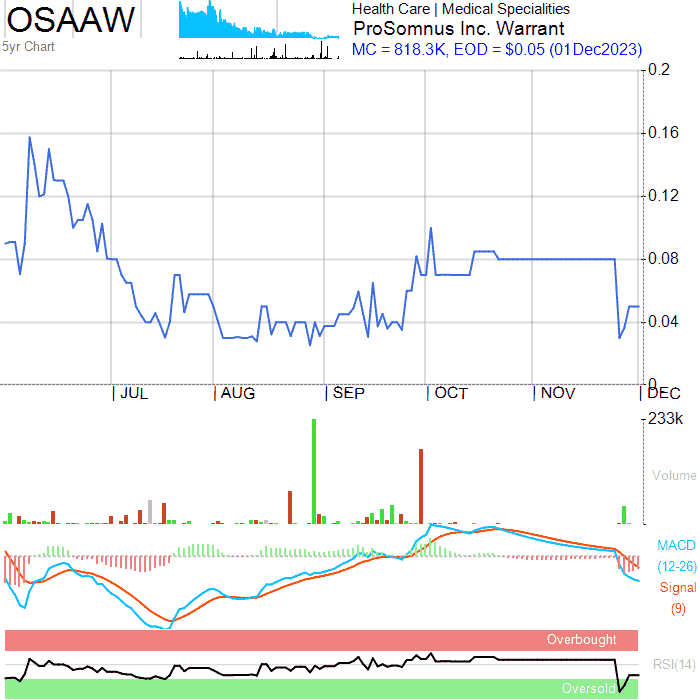 OSAAW
5yr Chart
Health Care | Medical Specialities
ProSomnus Inc. Warrant
MC = 818.3K, EOD = $0.05 (01Dec2023)
0.2
0.16
0.12
0.08
0.04
0
JUL AUG SEP OCT NOV DEC
233k
Volume
MACD
(12-26)
Signal
(9)
Overbought
RSI(14)
Oversold